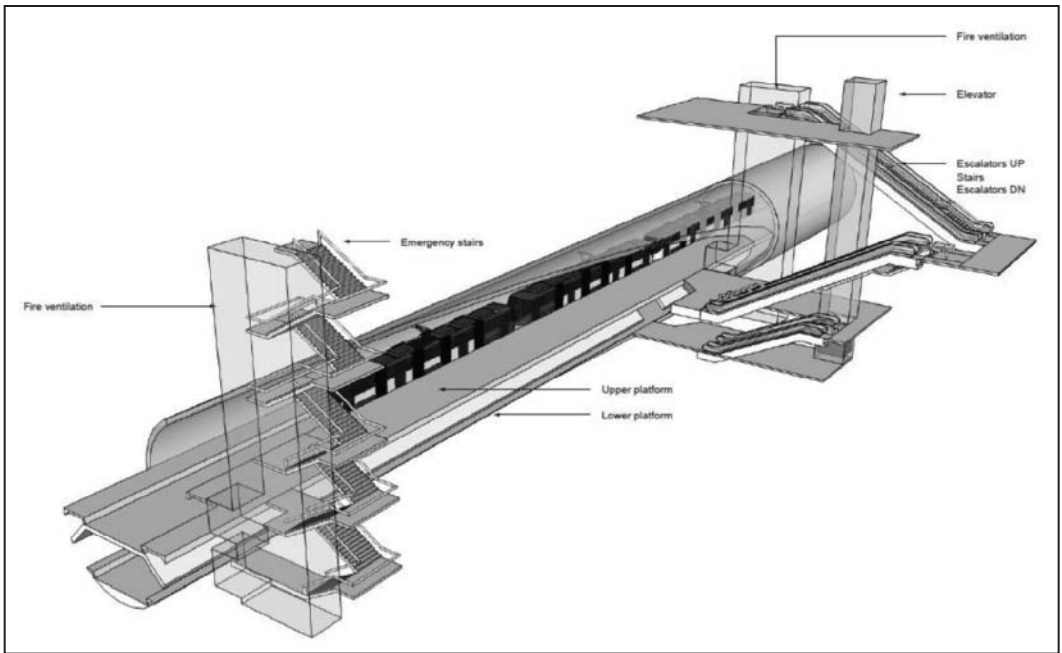 Fire ventilation
Elevator
Escalators UP
Stairs
Escalators DN
Emergency stairs
Fire ventilation
Upper platform
Lower platform